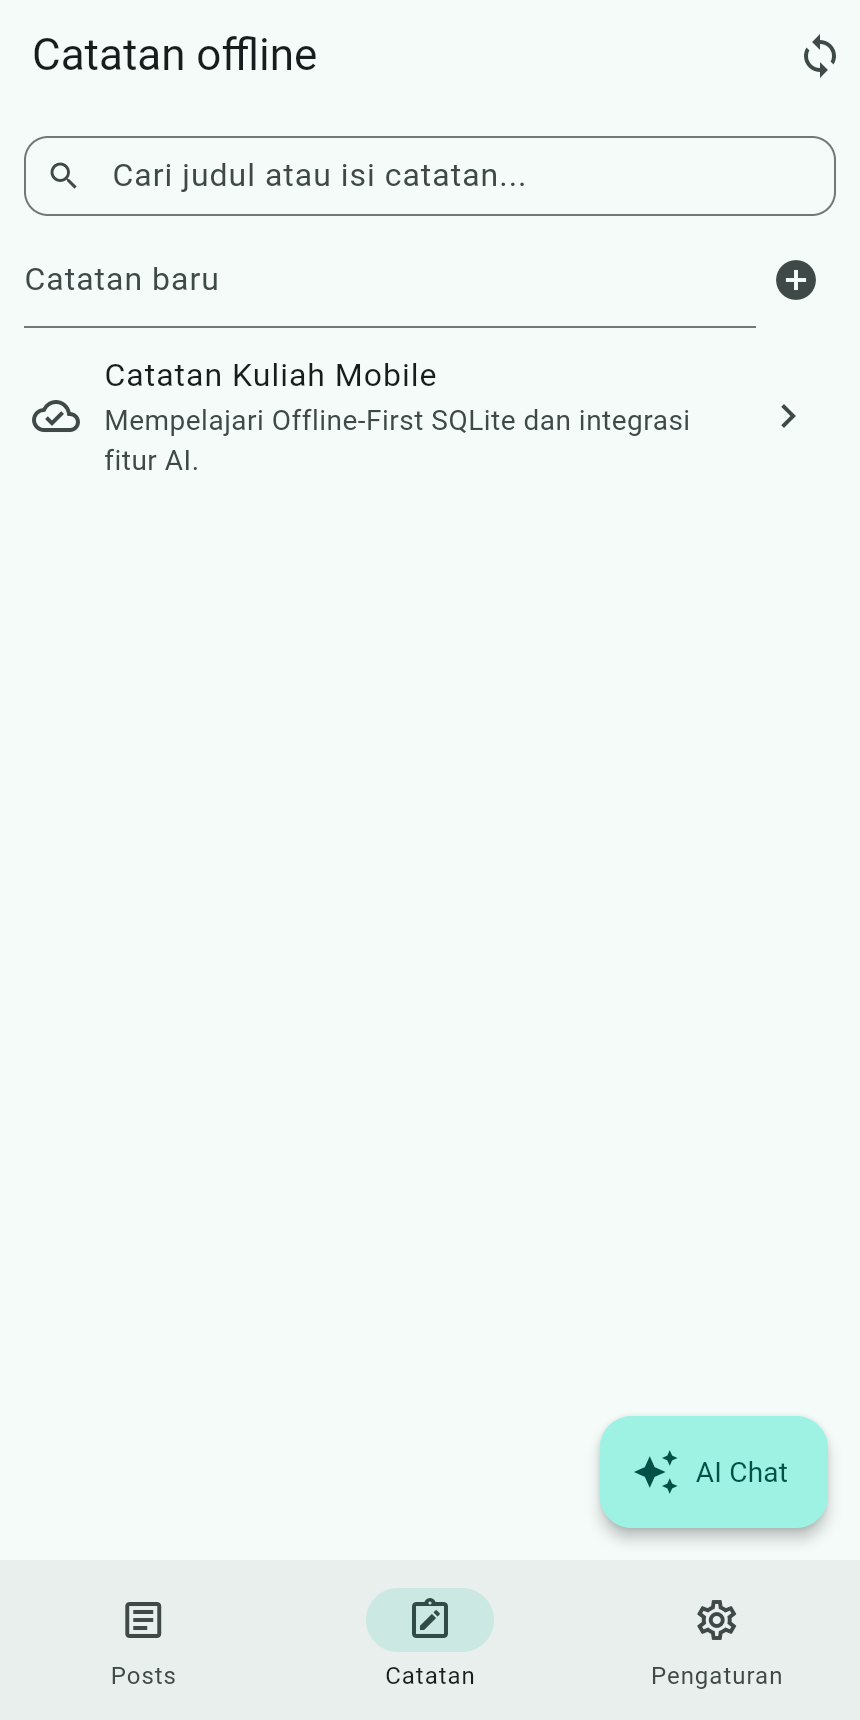 Catatan offline
Cari judul atau isi catatan...
Catatan baru
Catatan Kuliah Mobile
Mempelajari Offline-First SQLite dan integrasi
fitur AI.
AI Chat
Posts
Catatan
Pengaturan